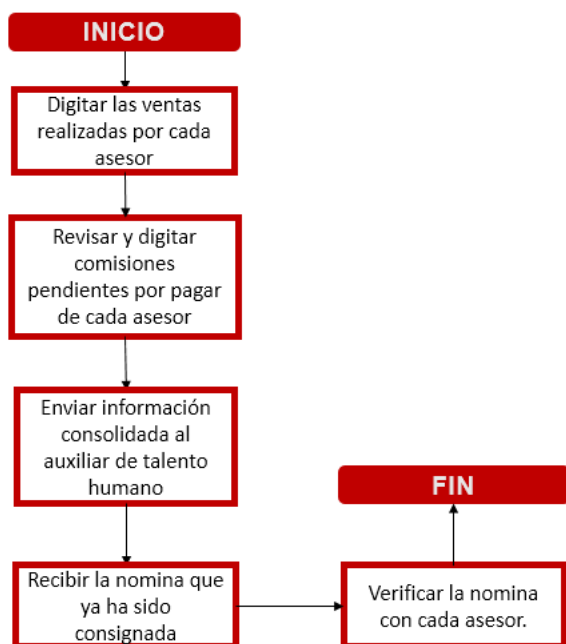 INICIO
Digitar las ventas
realizadas por cada
asesor
Revisar y digitar
comisiones
pendientes por pagar
de cada asesor
Enviar información
consolidada al
auxiliar de talento
humano
Recibir la nomina que
ya ha sido
consignada
Verificar la nomina
con cada asesor.
FIN